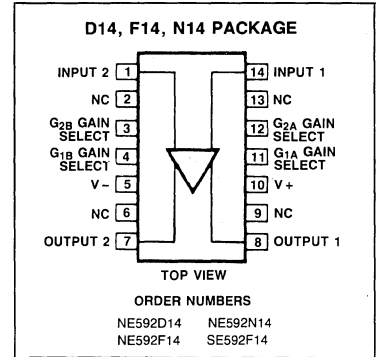 D14, F14, N14 PACKAGE
INPUT 2 1 14 INPUT 1
NC 2 13 NC
G2B GAIN SELECT 3 12 G2A GAIN SELECT
G1B GAIN SELECT 4 11 G1A GAIN SELECT
V– 5 10 V+
NC 6 9 NC
OUTPUT 2 7 8 OUTPUT 1
TOP VIEW
ORDER NUMBERS
NE592D14 NE592N14
NE592F14 SE592F14